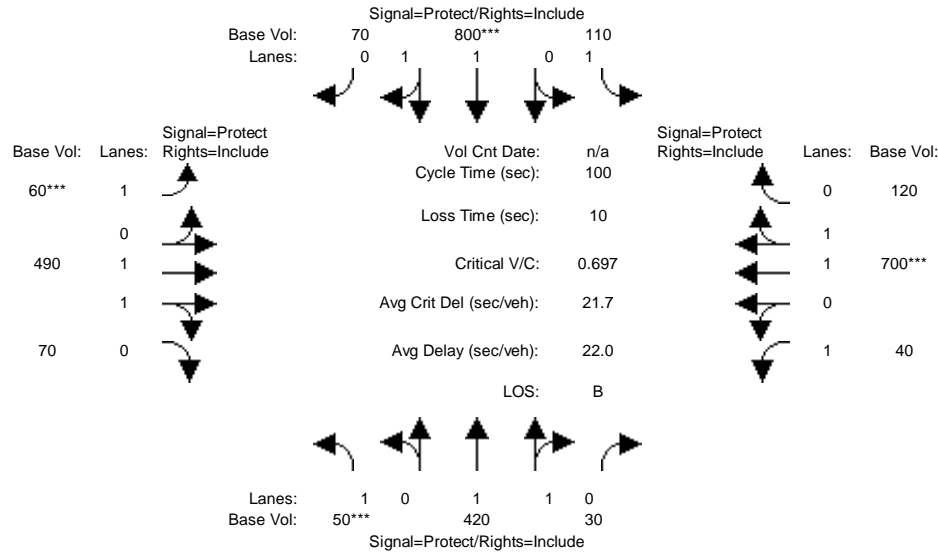 Signal=Protect/Rights=Include
Base Vol: 70 800*** 110
Lanes: 0 1 1 0 1
Signal=Protect
Rights=Include
Base Vol: Lanes:
60*** 1
0
490 1
1
70 0
Vol Cnt Date: n/a
Cycle Time (sec): 100
Loss Time (sec): 10
Critical V/C: 0.697
Avg Crit Del (sec/veh): 21.7
Avg Delay (sec/veh): 22.0
LOS: B
Signal=Protect
Rights=Include
Lanes: Base Vol:
0 120
1
1 700***
0
1 40
Lanes: 1 0 1 1 0
Base Vol: 50*** 420 30
Signal=Protect/Rights=Include